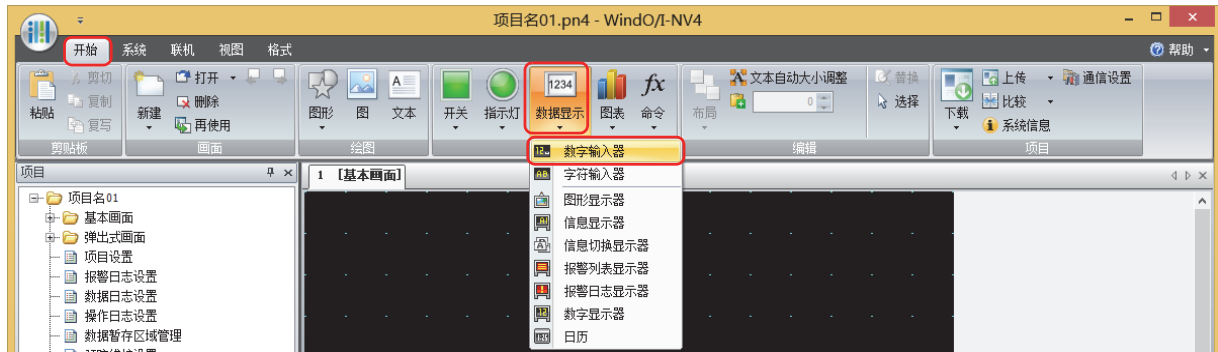 项目名01.pn4 - WindO/I-NV4
开始 系统 联机 视图 格式 帮助
粘贴 剪切 复制 复写 剪贴板
新建 打开 删除 再使用 画面
图形 图 文本 绘图
开关 指示灯 1234 数据显示 图表 fx 命令
布局 文本自动大小调整 0 替换 选择 编辑
下载 上传 比较 系统信息 通信设置 项目
数字输入器
字符输入器
图形显示器
信息显示器
信息切换显示器
报警列表显示器
报警日志显示器
数字显示器
日历
项目
1 [基本画面]
项目名01
基本画面
弹出式画面
项目设置
报警日志设置
数据日志设置
操作日志设置
数据暂存区域管理